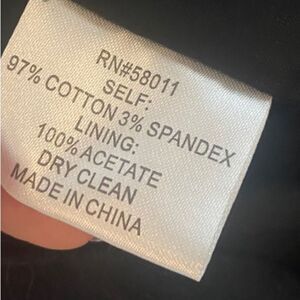 RN#58011
SELF:
97% COTTON 3% SPANDEX
LINING:
100% ACETATE
DRY CLEAN
MADE IN CHINA